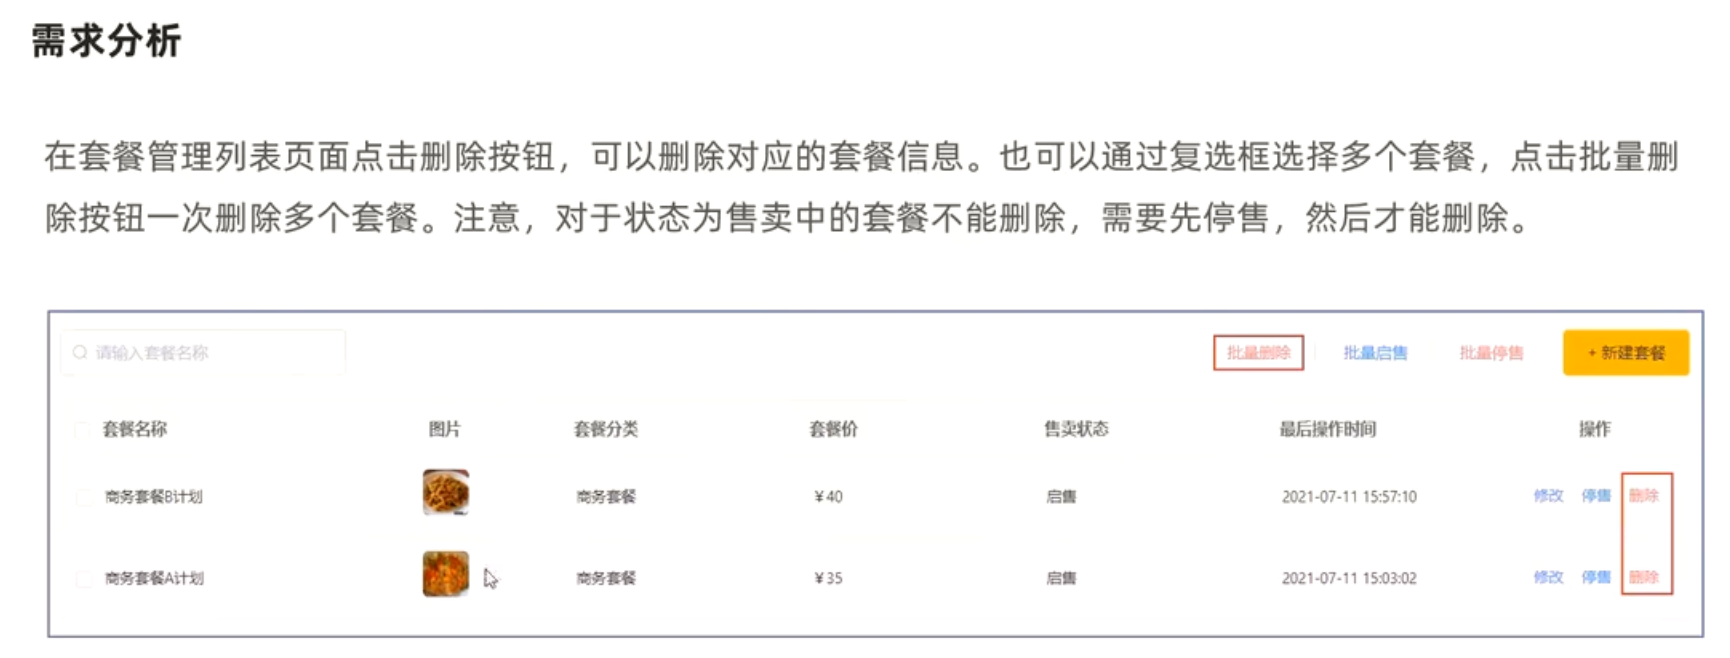 需求分析
在套餐管理列表页面点击删除按钮，可以删除对应的套餐信息。也可以通过复选框选择多个套餐，点击批量删
除按钮一次删除多个套餐。注意，对于状态为售卖中的套餐不能删除，需要先停售，然后才能删除。
请输入套餐名称 批量删除 批量启售 批量停售 + 新建套餐
套餐名称 图片 套餐分类 套餐价 售卖状态 最后操作时间 操作
商务套餐B计划 商务套餐 ¥40 启售 2021-07-11 15:57:10 修改 停售 删除
商务套餐A计划 商务套餐 ¥35 启售 2021-07-11 15:03:02 修改 停售 删除